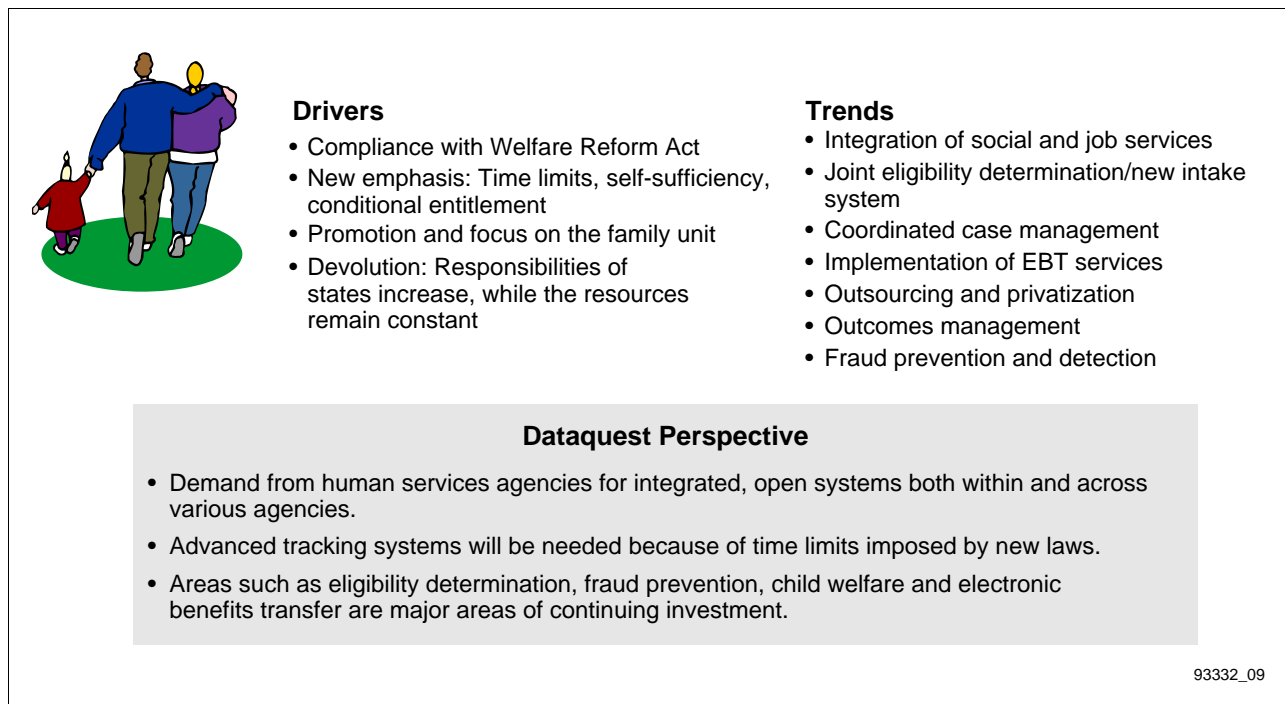 Drivers
• Compliance with Welfare Reform Act
• New emphasis: Time limits, self-sufficiency,
conditional entitlement
• Promotion and focus on the family unit
• Devolution: Responsibilities of
states increase, while the resources
remain constant
Trends
• Integration of social and job services
• Joint eligibility determination/new intake
system
• Coordinated case management
• Implementation of EBT services
• Outsourcing and privatization
• Outcomes management
• Fraud prevention and detection
Dataquest Perspective
• Demand from human services agencies for integrated, open systems both within and across
various agencies.
• Advanced tracking systems will be needed because of time limits imposed by new laws.
• Areas such as eligibility determination, fraud prevention, child welfare and electronic
benefits transfer are major areas of continuing investment.
93332_09